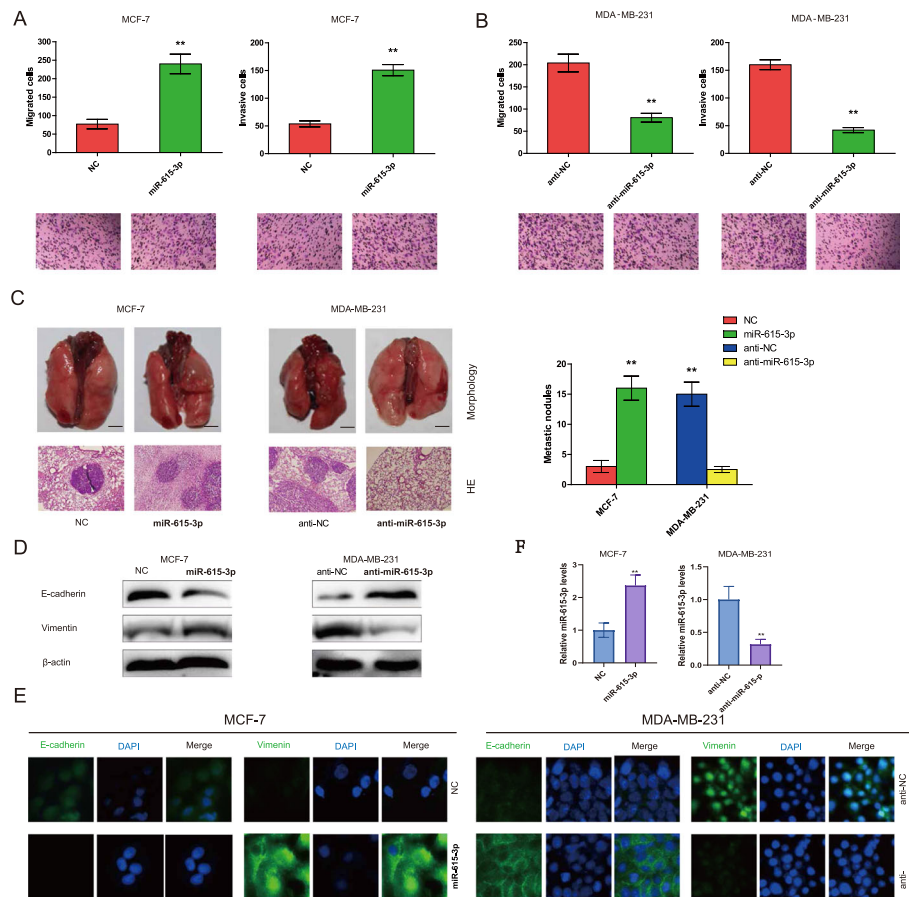 A
MCF-7
MCF-7
Migrated cells
300
250
200
150
100
50
0
**
NC
miR-615-3p
Invasive cells
200
150
100
50
0
**
NC
miR-615-3p
B
MDA-MB-231
MDA-MB-231
Migrated cells
250
200
150
100
50
0
**
anti-NC
anti-miR-615-3p
Invasive cells
200
150
100
50
0
**
anti-NC
anti-miR-615-3p
C
MCF-7
MDA-MB-231
Morphology
HE
NC
miR-615-3p
anti-NC
anti-miR-615-3p
NC
miR-615-3p
anti-NC
anti-miR-615-3p
Metastic nodules
20
15
10
5
0
**
**
MCF-7
MDA-MB-231
D
MCF-7
MDA-MB-231
NC
miR-615-3p
anti-NC
anti-miR-615-3p
E-cadherin
Vimentin
β-actin
F
MCF-7
MDA-MB-231
Relative miR-615-3p levels
3
2
1
0
**
NC
miR-615-3p
Relative miR-615-3p levels
1.5
1.0
0.5
0.0
**
anti-NC
anti-miR-615-p
E
MCF-7
MDA-MB-231
E-cadherin DAPI Merge Vimenin DAPI Merge
E-cadherin DAPI Merge Vimenin DAPI Merge
NC
miR-615-3p
anti-NC
anti-